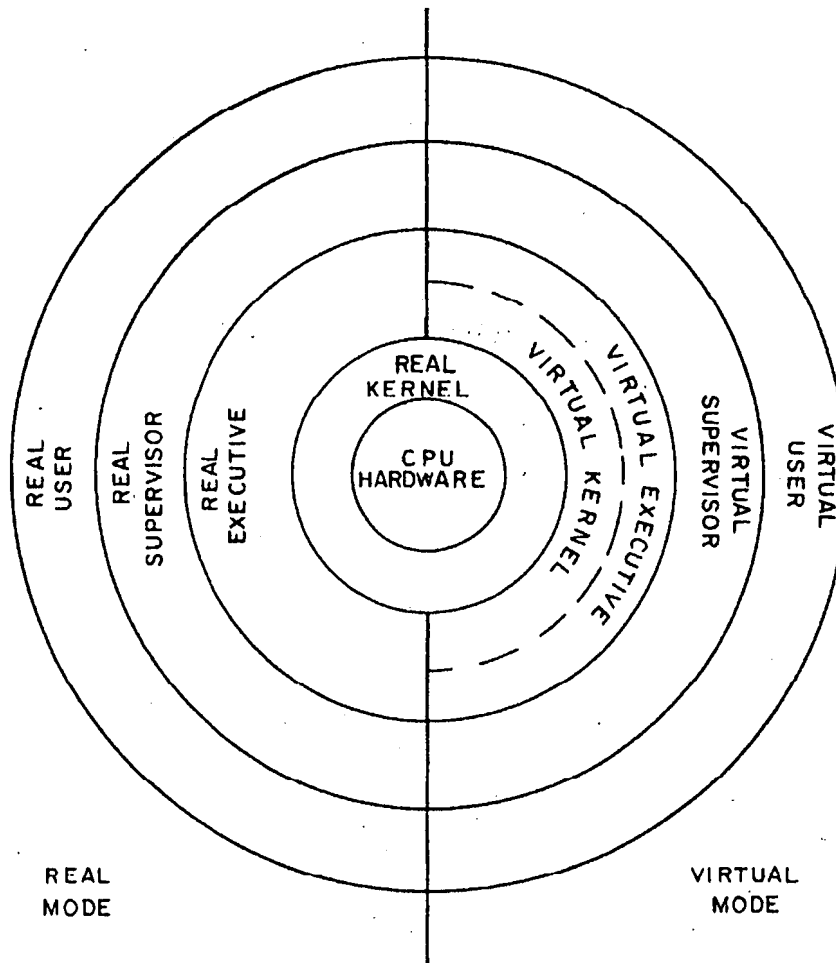 REAL
KERNEL
CPU
HARDWARE
REAL
EXECUTIVE
REAL
SUPERVISOR
REAL
USER
VIRTUAL KERNEL
VIRTUAL EXECUTIVE
VIRTUAL
SUPERVISOR
VIRTUAL
USER
REAL
MODE
VIRTUAL
MODE